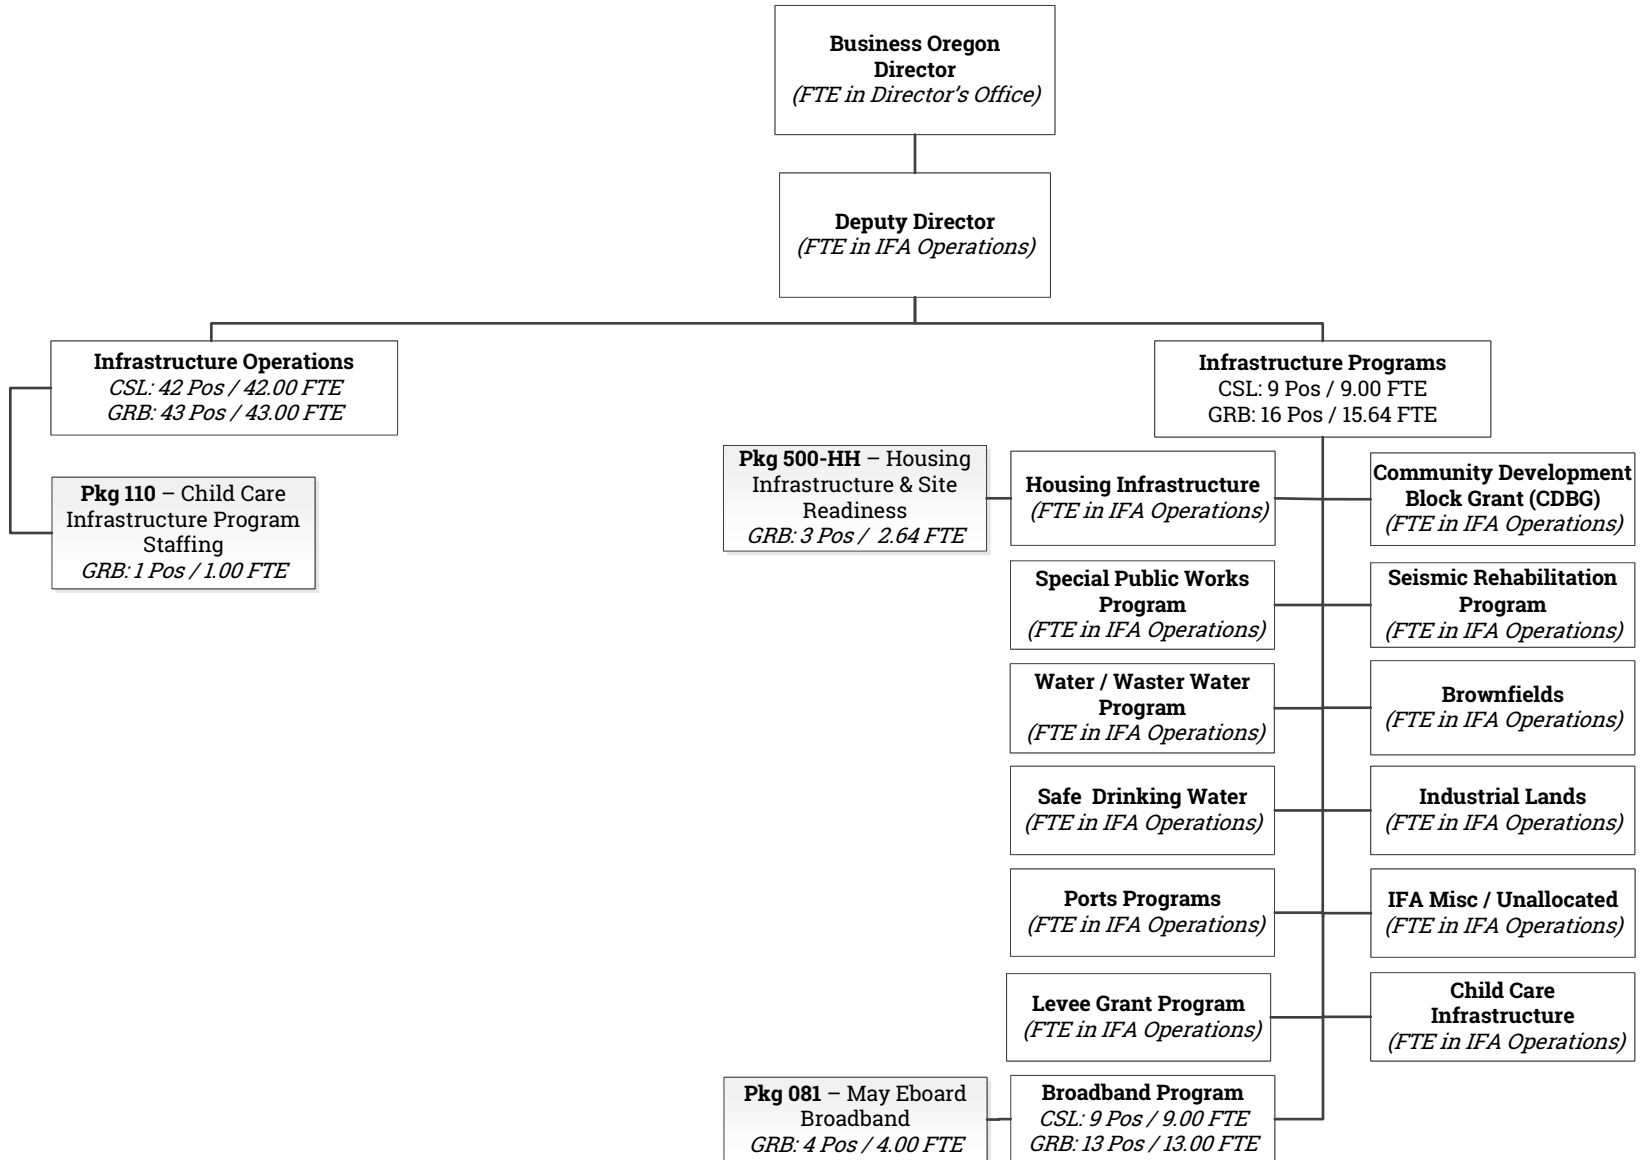 Business Oregon
Director
(FTE in Director's Office)
Deputy Director
(FTE in IFA Operations)
Infrastructure Operations
CSL: 42 Pos / 42.00 FTE
GRB: 43 Pos / 43.00 FTE
Pkg 110 – Child Care
Infrastructure Program
Staffing
GRB: 1 Pos / 1.00 FTE
Infrastructure Programs
CSL: 9 Pos / 9.00 FTE
GRB: 16 Pos / 15.64 FTE
Pkg 500-HH – Housing
Infrastructure & Site
Readiness
GRB: 3 Pos / 2.64 FTE
Housing Infrastructure
(FTE in IFA Operations)
Community Development
Block Grant (CDBG)
(FTE in IFA Operations)
Special Public Works
Program
(FTE in IFA Operations)
Seismic Rehabilitation
Program
(FTE in IFA Operations)
Water / Waster Water
Program
(FTE in IFA Operations)
Brownfields
(FTE in IFA Operations)
Safe Drinking Water
(FTE in IFA Operations)
Industrial Lands
(FTE in IFA Operations)
Ports Programs
(FTE in IFA Operations)
IFA Misc / Unallocated
(FTE in IFA Operations)
Levee Grant Program
(FTE in IFA Operations)
Child Care
Infrastructure
(FTE in IFA Operations)
Pkg 081 – May Eboard
Broadband
GRB: 4 Pos / 4.00 FTE
Broadband Program
CSL: 9 Pos / 9.00 FTE
GRB: 13 Pos / 13.00 FTE